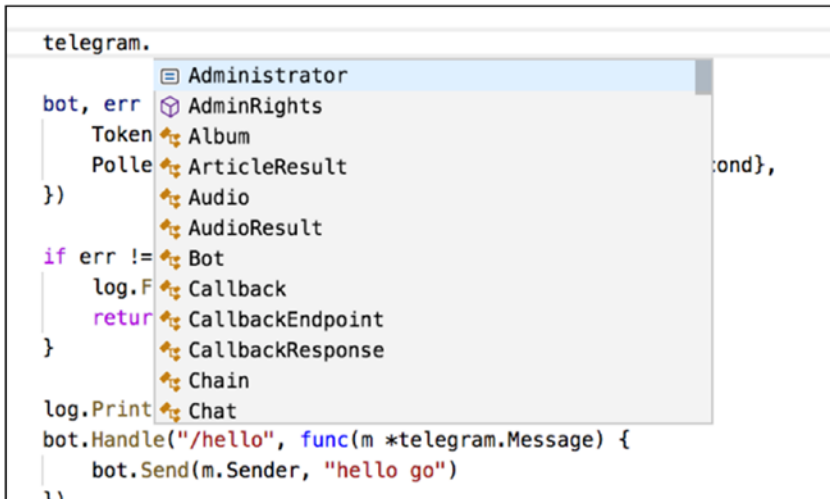 telegram.
Administrator
bot, err
AdminRights
Token
Album
Polle
ArticleResult
cond},
})
Audio
AudioResult
if err !=
Bot
log.F
Callback
retur
CallbackEndpoint
}
CallbackResponse
Chain
log.Print
Chat
bot.Handle("/hello", func(m *telegram.Message) {
bot.Send(m.Sender, "hello go")
})